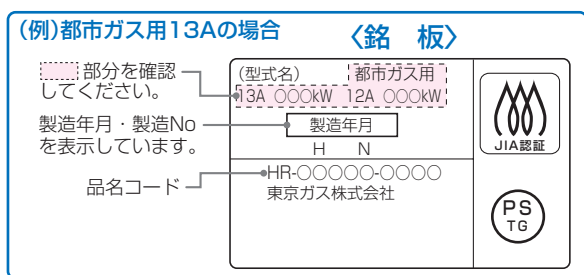 (例)都市ガス用13Aの場合
〈銘 板〉
部分を確認
してください。
製造年月・製造No
を表示しています。
品名コード
(型式名)
都市ガス用
13A ○○○kW 12A ○○○kW
製造年月
H N
HR-○○○○○-○○○○
東京ガス株式会社
JIA認証
PS
TG